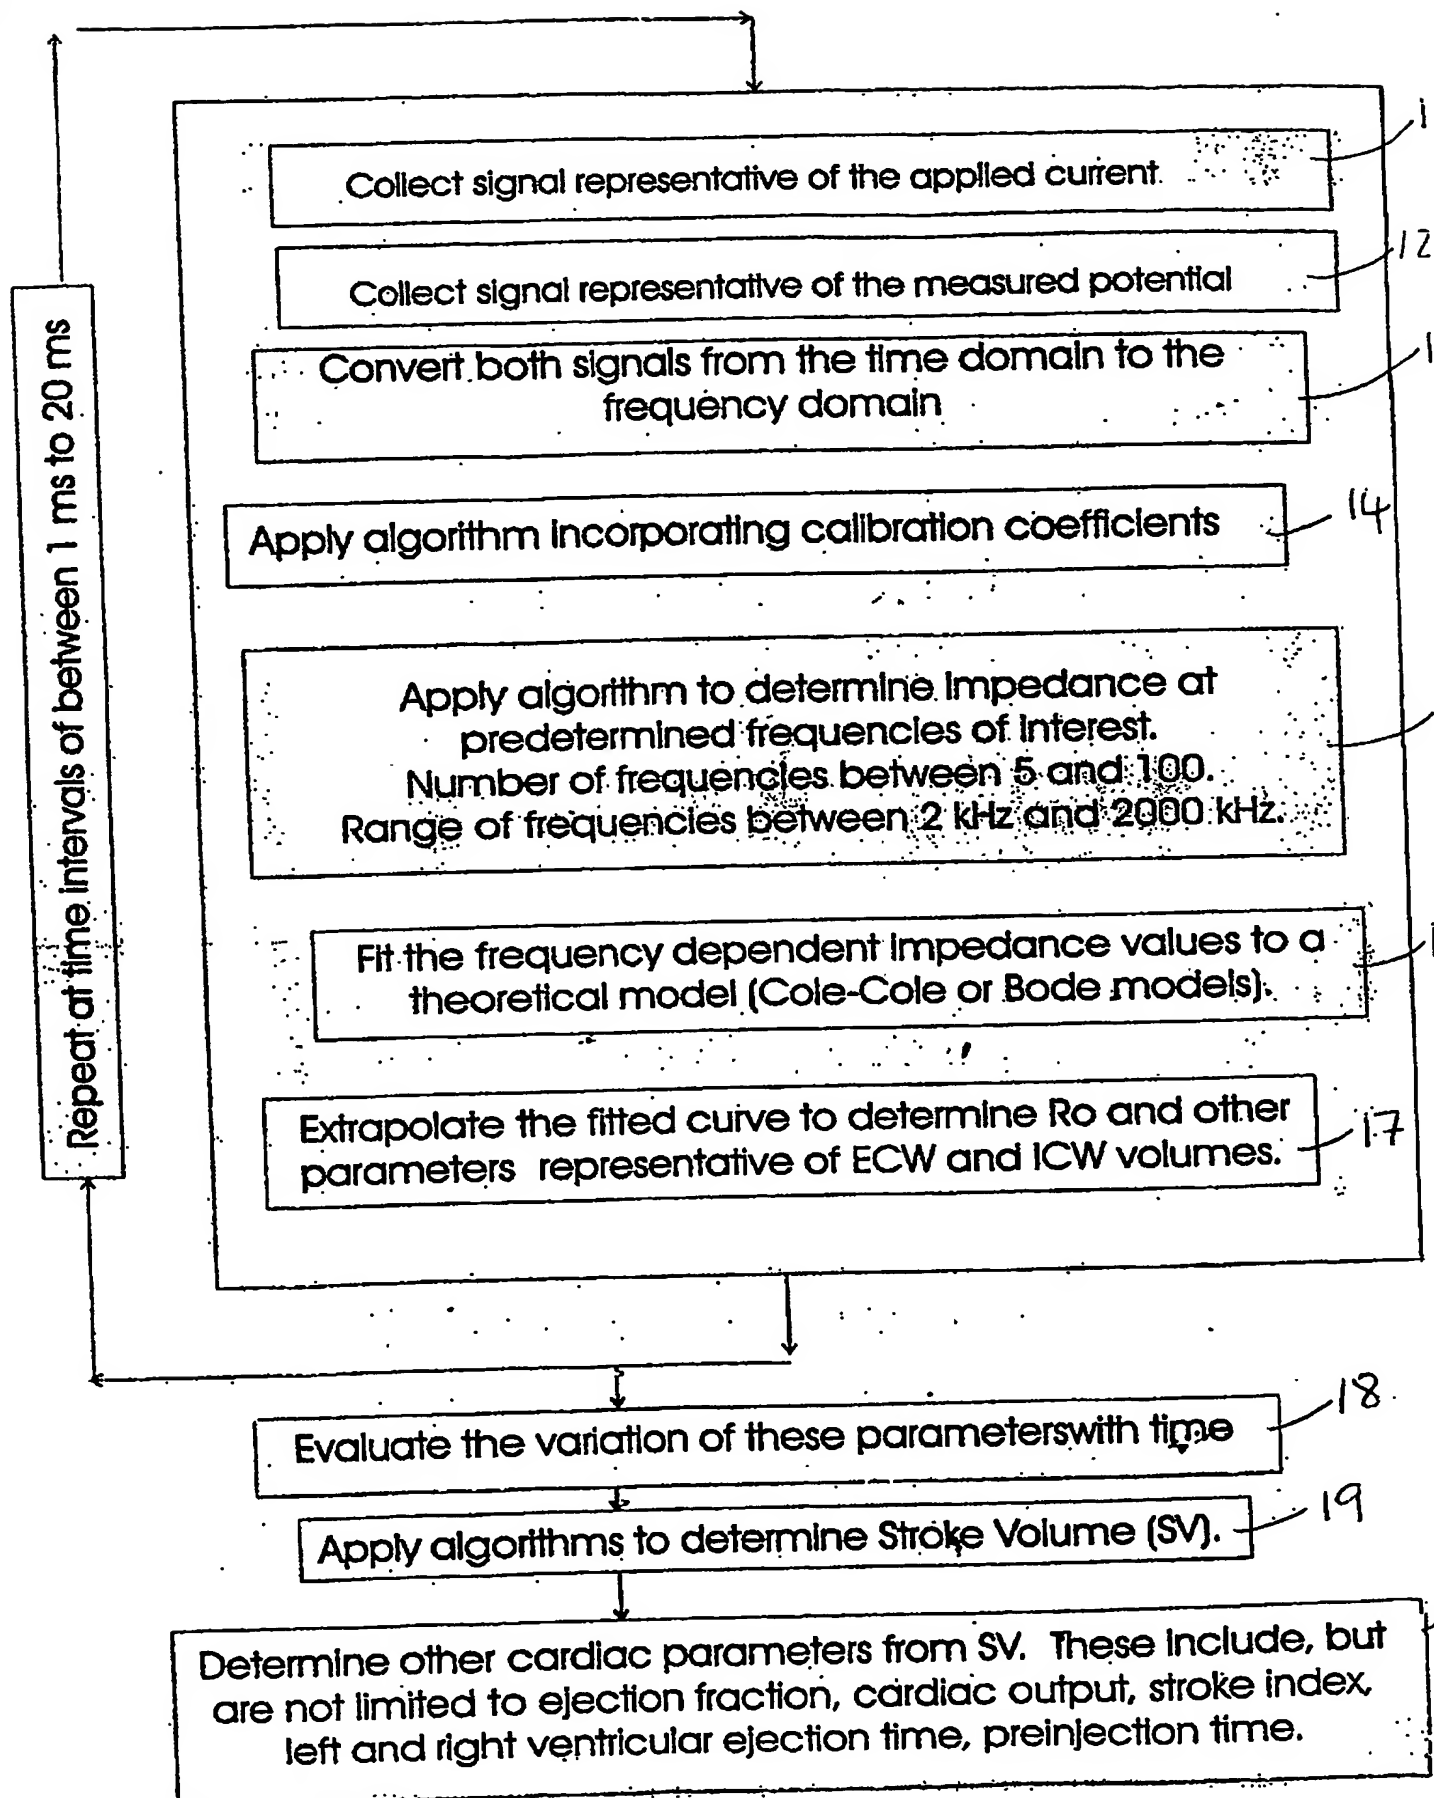 Collect signal representative of the applied current.
1
Collect signal representative of the measured potential
12
Convert both signals from the time domain to the
frequency domain
1
Apply algorithm incorporating calibration coefficients
14
Apply algorithm to determine impedance at
predetermined frequencies of interest.
Number of frequencies between 5 and 100.
Range of frequencies between 2 kHz and 2000 kHz.
Fit the frequency dependent impedance values to a
theoretical model (Cole-Cole or Bode models).
Extrapolate the fitted curve to determine Ro and other
parameters representative of ECW and ICW volumes.
17
Repeat at time intervals of between 1 ms to 20 ms
Evaluate the variation of these parameterswith time
18
Apply algorithms to determine Stroke Volume (SV).
19
Determine other cardiac parameters from SV. These include, but
are not limited to ejection fraction, cardiac output, stroke index,
left and right ventricular ejection time, preinjection time.